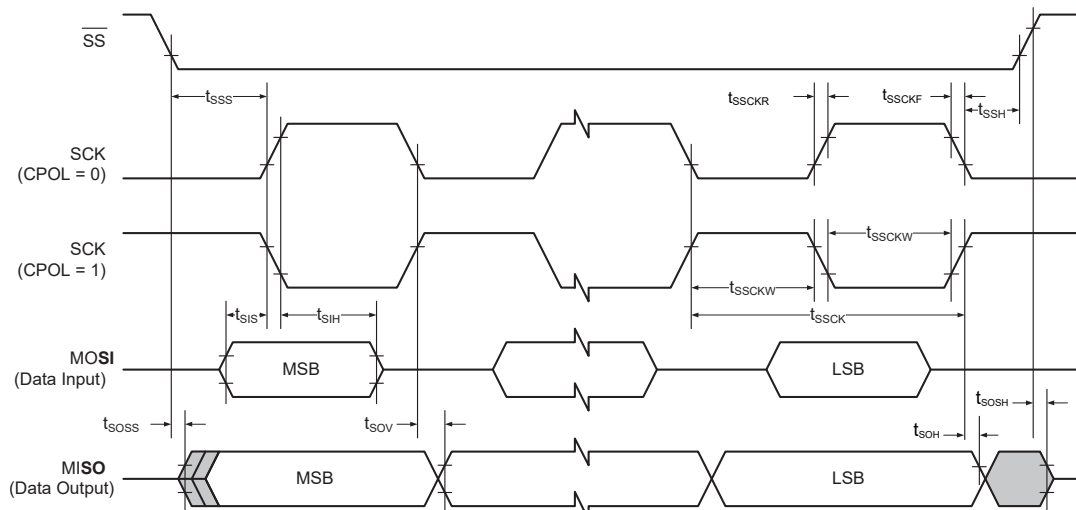 SS
tSSS
tSSCKR
tSSCKF
tSSH
SCK
(CPOL = 0)
SCK
(CPOL = 1)
tSSCKW
tSSCKW
tSIS
tSIH
tSSCK
MOSI
(Data Input)
MSB
LSB
tSOSS
tSOV
tSOH
tSOSH
MISO
(Data Output)
MSB
LSB